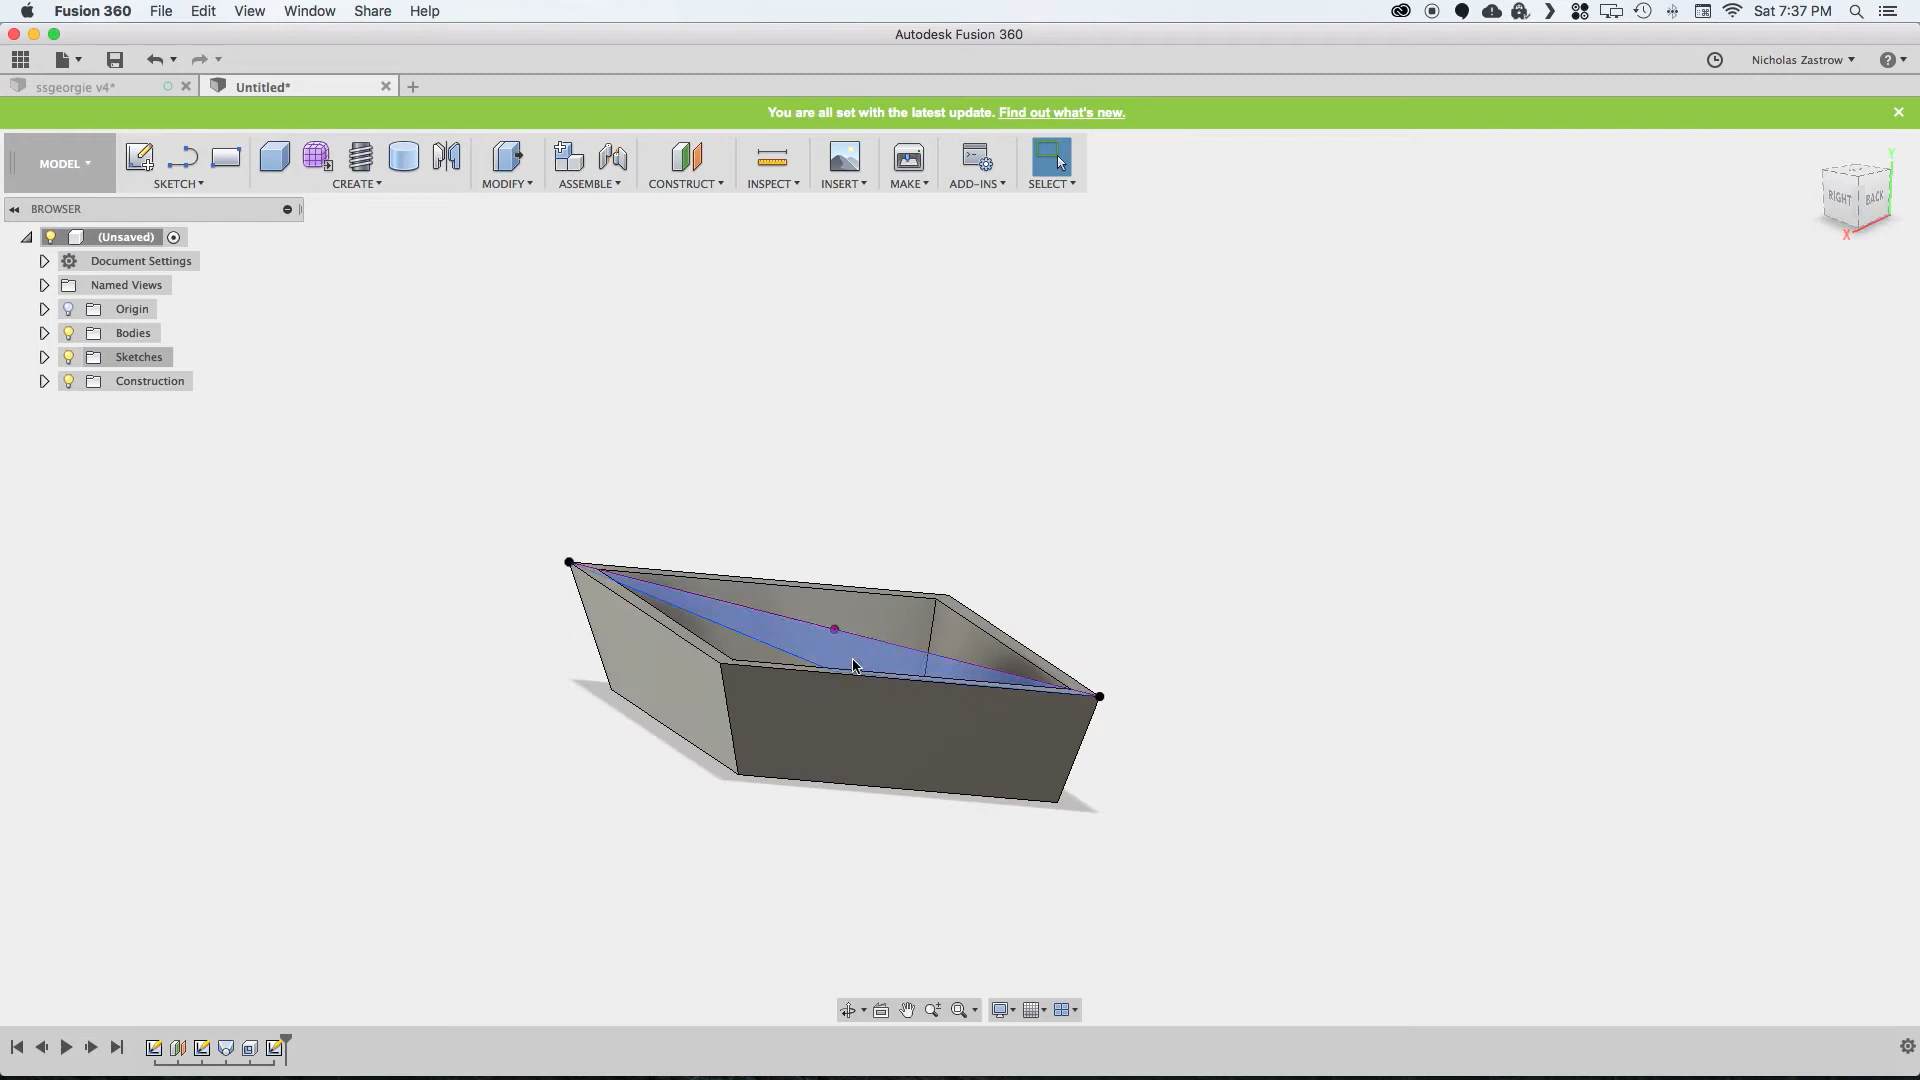 Fusion 360 File Edit View Window Share Help Sat 7:37 PM
Autodesk Fusion 360
Nicholas Zastrow ?
ssgeorgie v4* Untitled*
You are all set with the latest update. Find out what's new.
MODEL
SKETCH CREATE MODIFY ASSEMBLE CONSTRUCT INSPECT INSERT MAKE ADD-INS SELECT
Y
RIGHT BACK
X
BROWSER
(Unsaved)
Document Settings
Named Views
Origin
Bodies
Sketches
Construction